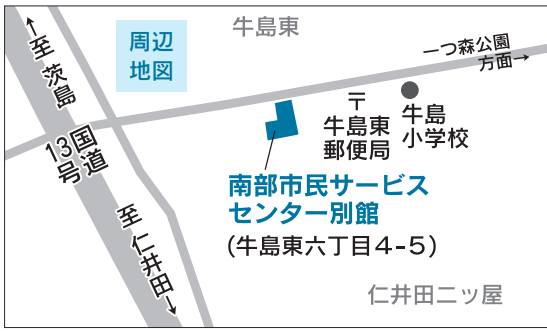 周辺
地図
牛島東
一つ森公園
方面→
←至 茨島
国道
13号
至 仁井田→
〒
牛島東
郵便局
牛島
小学校
南部市民サービス
センター別館
(牛島東六丁目4-5)
仁井田二ッ屋